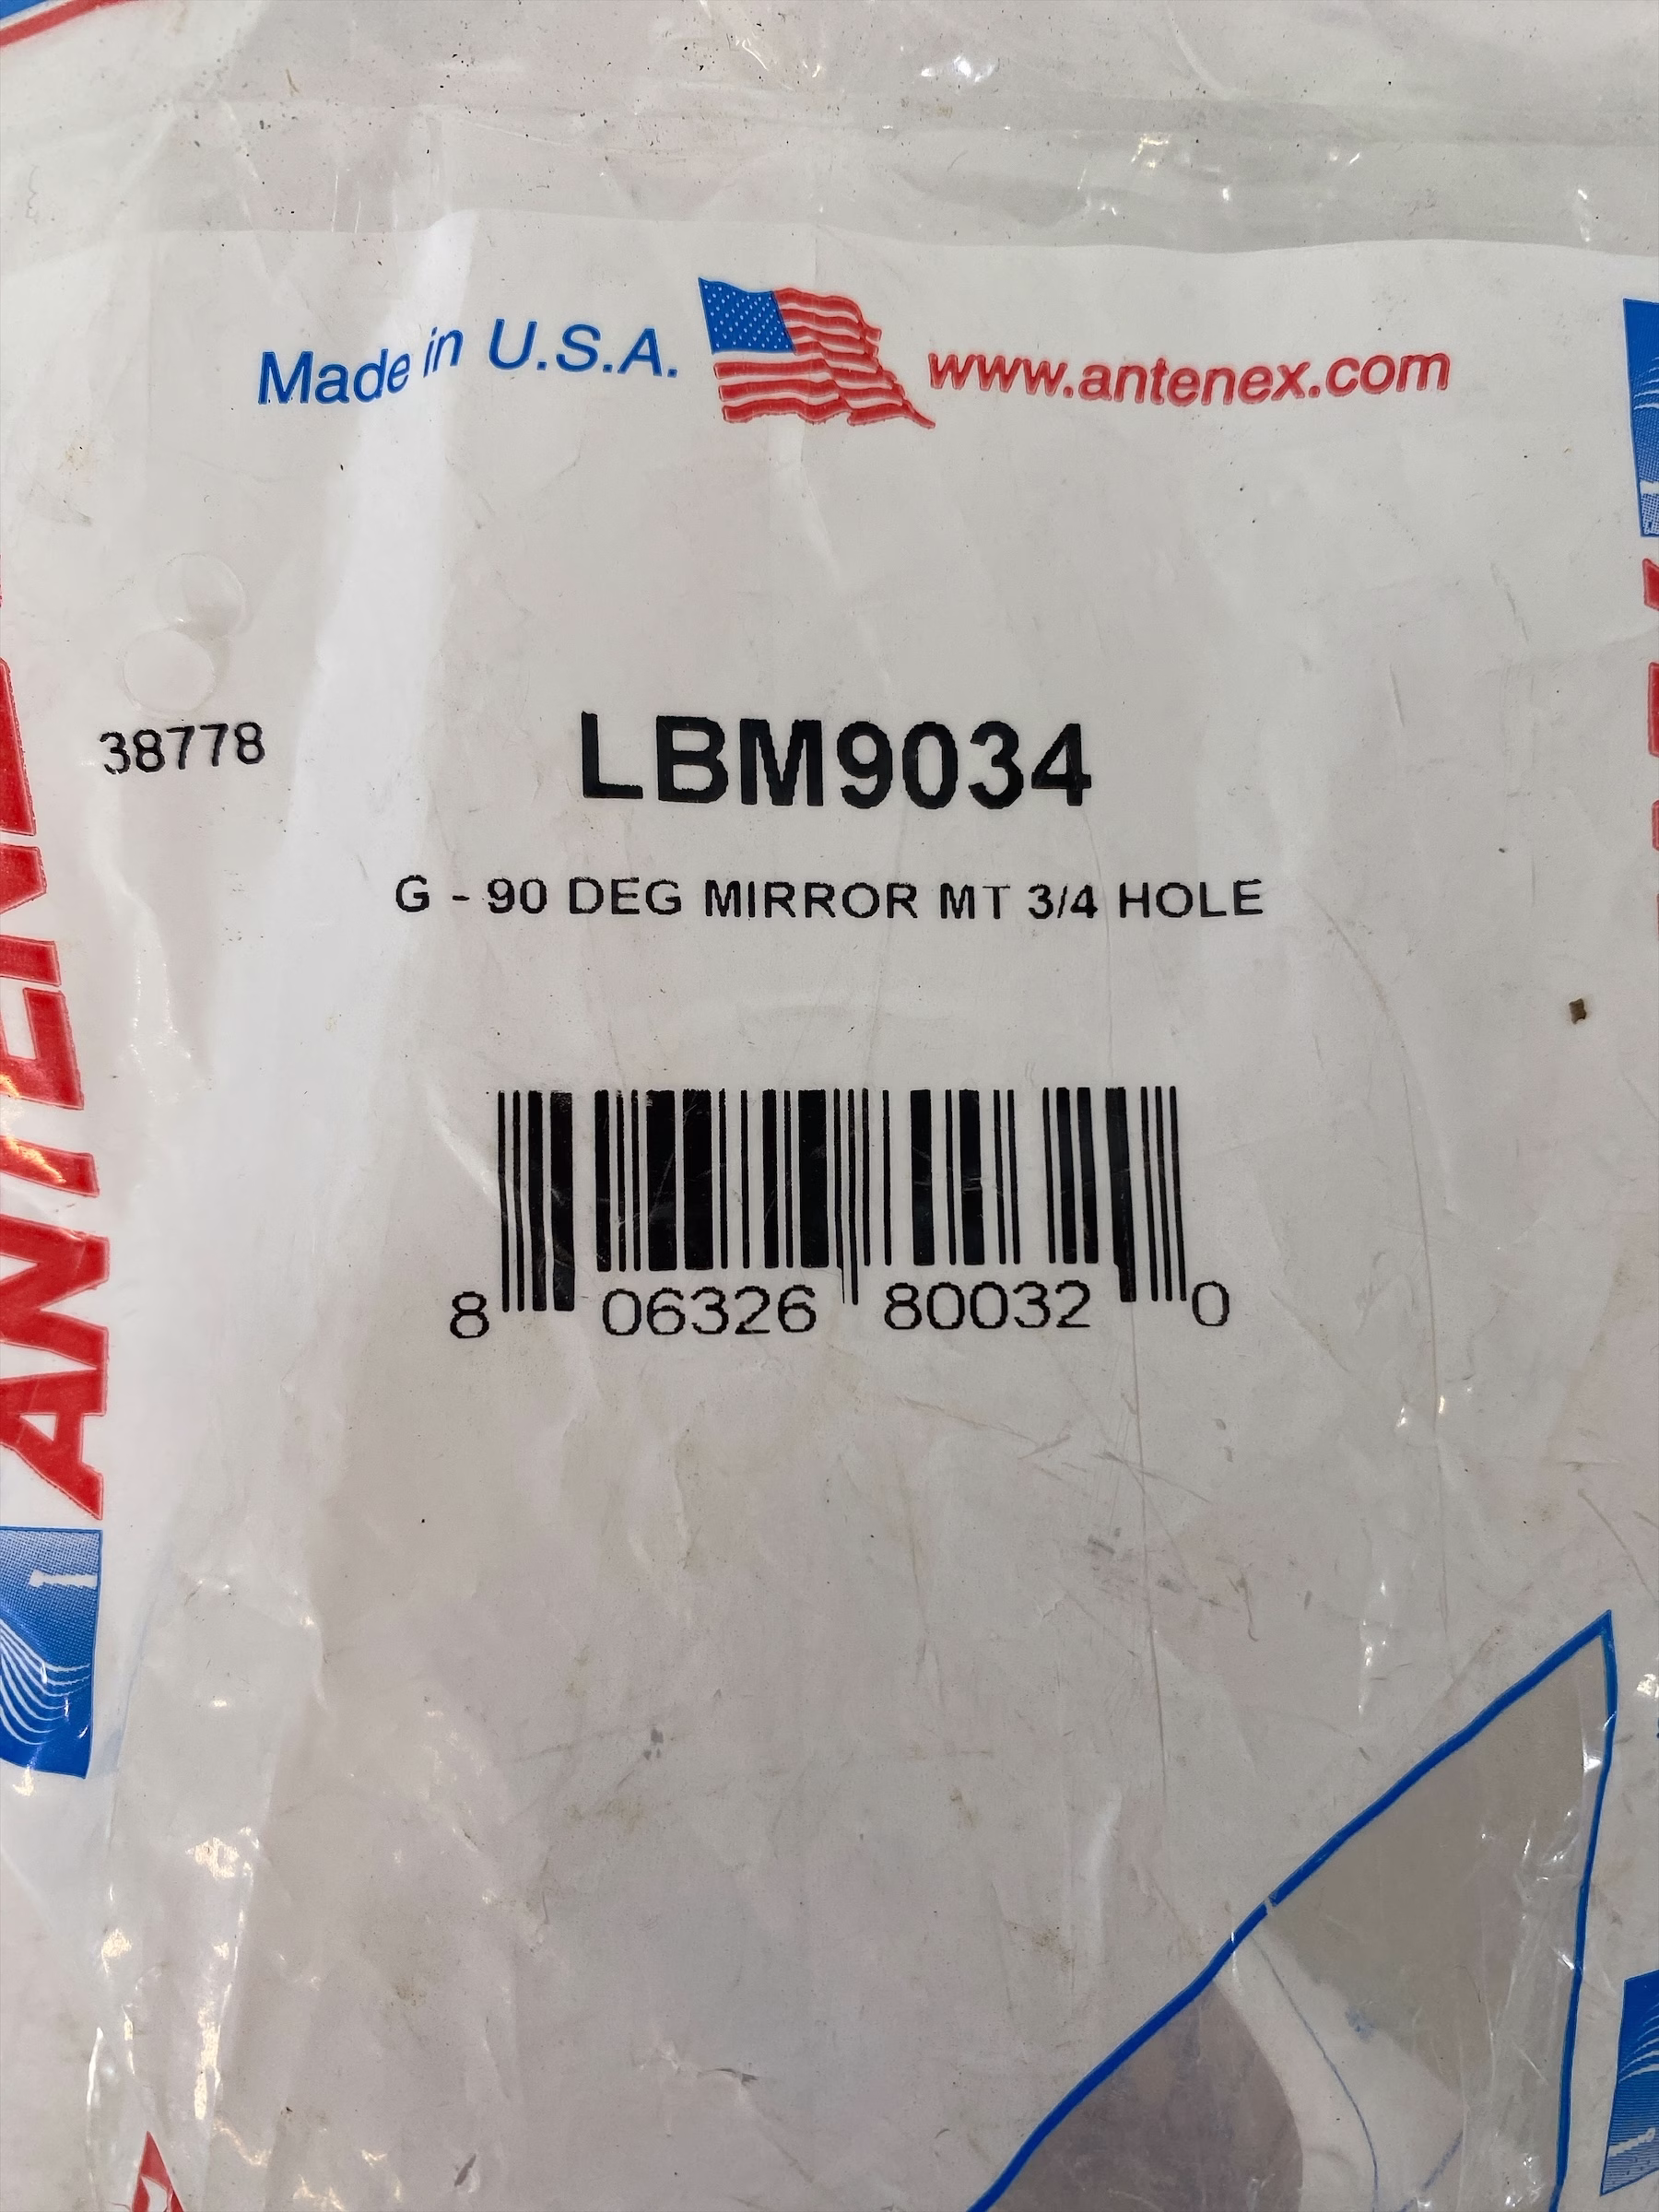 Made in U.S.A. www.antenex.com
38778
LBM9034
G - 90 DEG MIRROR MT 3/4 HOLE
8 06326 80032 0